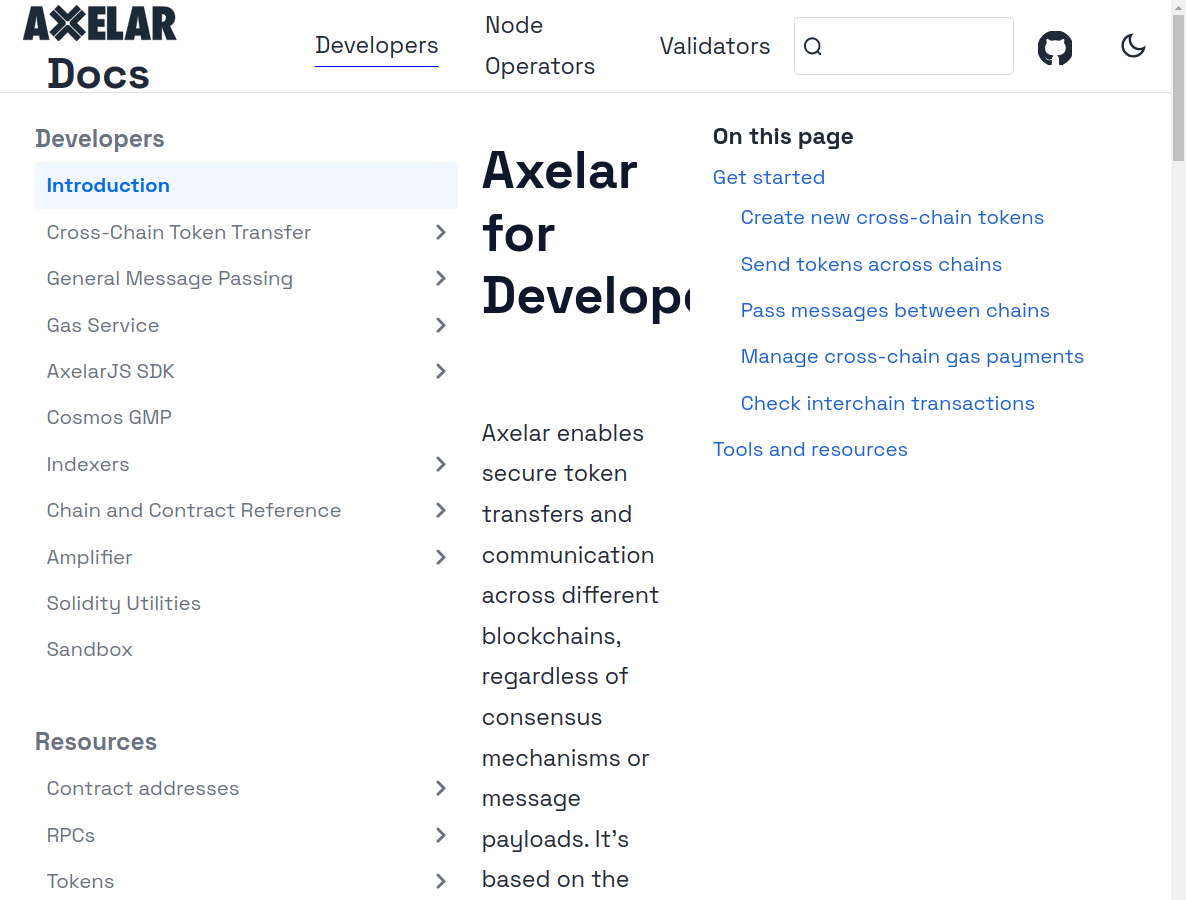 AXELAR
Docs
Developers
Node
Operators
Validators
Developers
Introduction
Cross-Chain Token Transfer
General Message Passing
Gas Service
AxelarJS SDK
Cosmos GMP
Indexers
Chain and Contract Reference
Amplifier
Solidity Utilities
Sandbox
Resources
Contract addresses
RPCs
Tokens
Axelar
for
Develope
Axelar enables
secure token
transfers and
communication
across different
blockchains,
regardless of
consensus
mechanisms or
message
payloads. It’s
based on the
On this page
Get started
Create new cross-chain tokens
Send tokens across chains
Pass messages between chains
Manage cross-chain gas payments
Check interchain transactions
Tools and resources